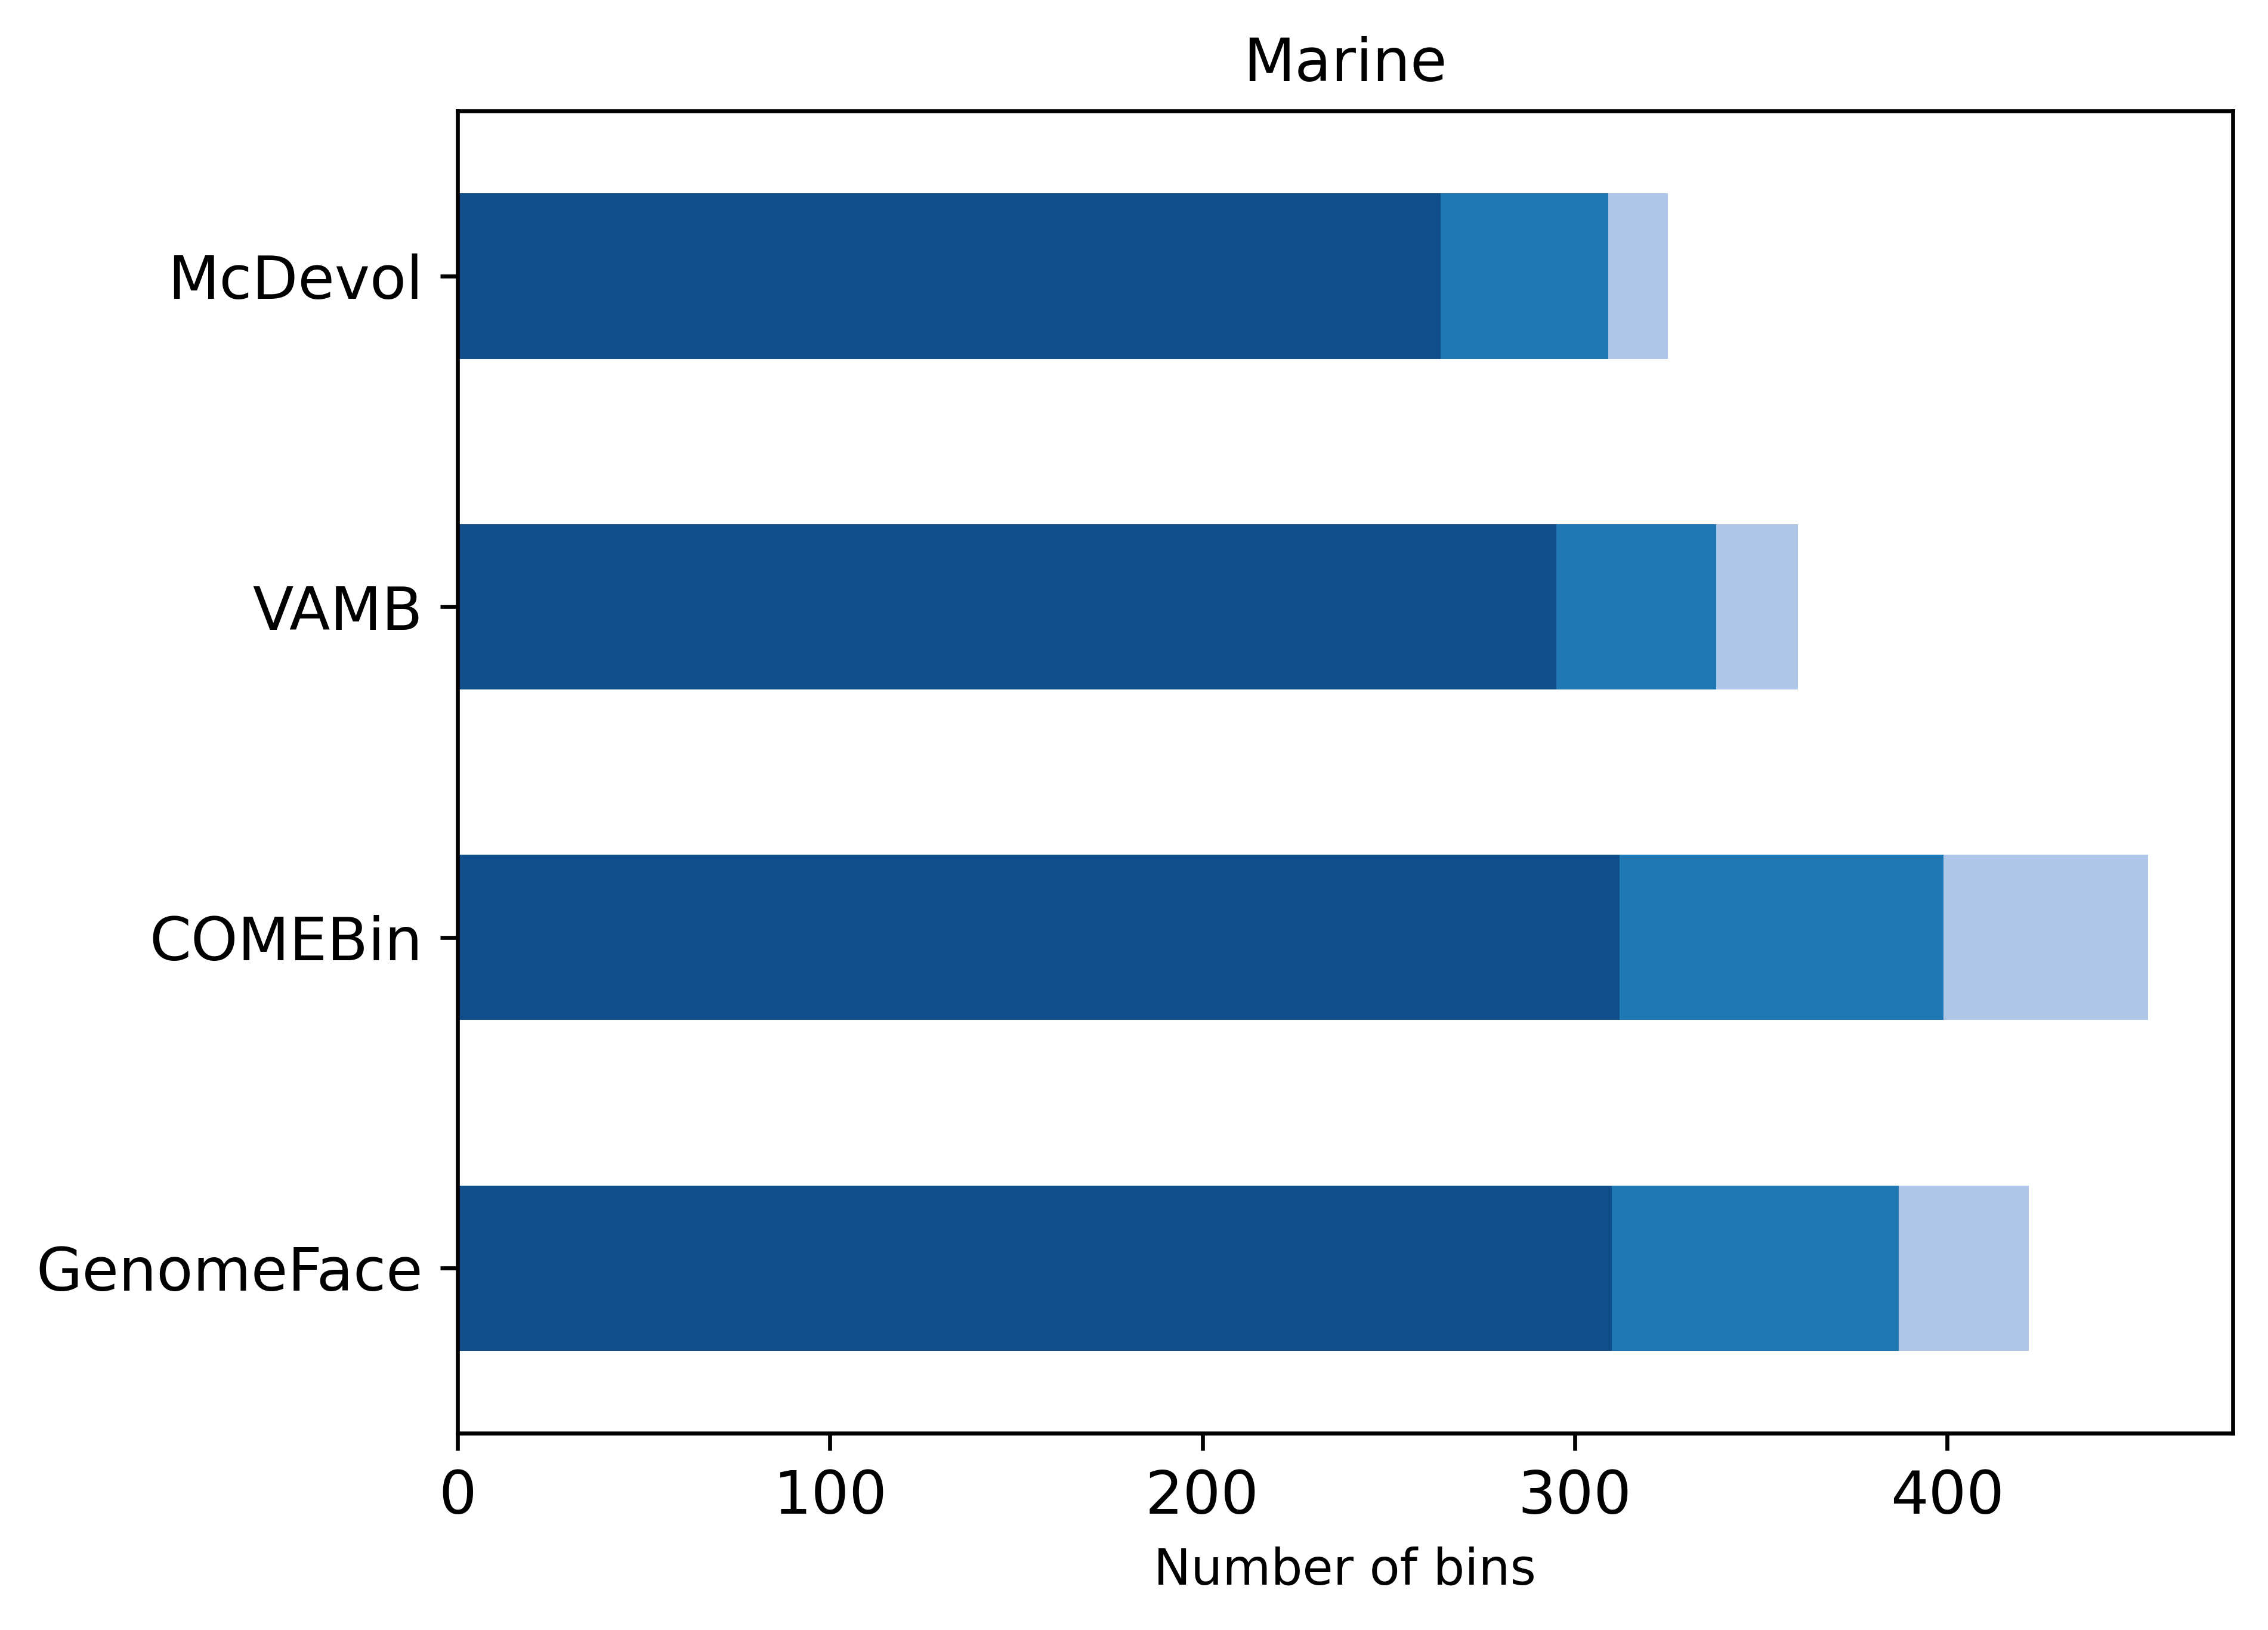 Marine
McDevol
VAMB
COMEBin
GenomeFace
0 100 200 300 400
Number of bins